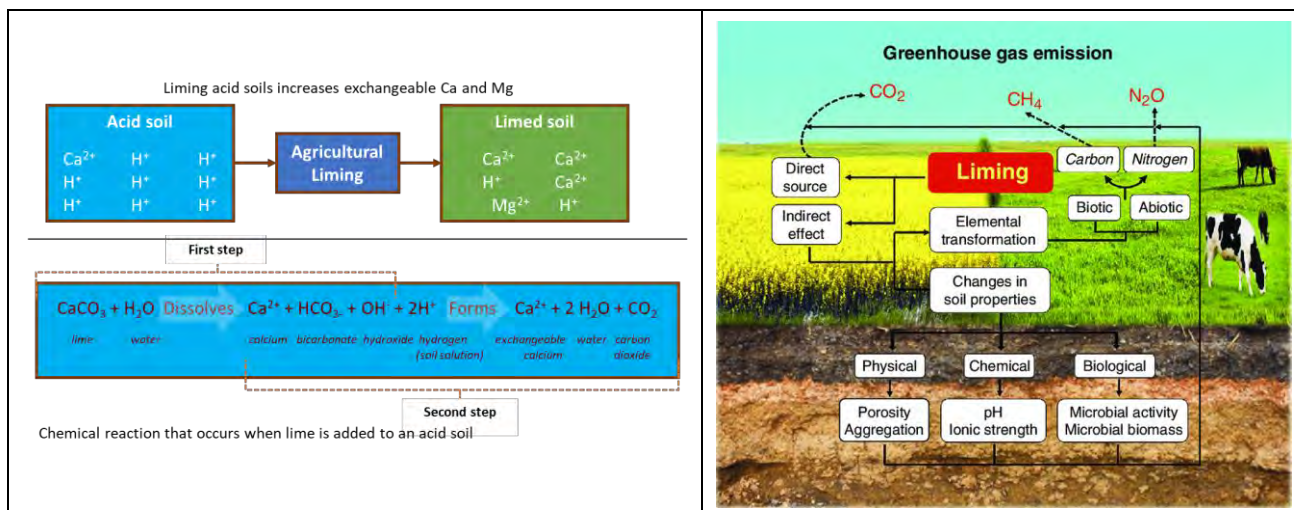 Liming acid soils increases exchangeable Ca and Mg
Acid soil
Ca²⁺ H⁺ H⁺
H⁺ H⁺ H⁺
H⁺ H⁺ H⁺
Agricultural
Liming
Limed soil
Ca²⁺ Ca²⁺
H⁺ Ca²⁺
Mg²⁺ H⁺
First step
CaCO₃ + H₂O Dissolves Ca²⁺ + HCO₃₋ + OH⁻ + 2H⁺ Forms Ca²⁺ + 2 H₂O + CO₂
lime water calcium bicarbonate hydroxide hydrogen exchangeable water carbon
(soil solution) calcium dioxide
Second step
Chemical reaction that occurs when lime is added to an acid soil
Greenhouse gas emission
CO₂
CH₄
N₂O
Direct
source
Liming
Carbon
Nitrogen
Indirect
effect
Elemental
transformation
Biotic
Abiotic
Changes in
soil properties
Physical
Chemical
Biological
Porosity
Aggregation
pH
Ionic strength
Microbial activity
Microbial biomass